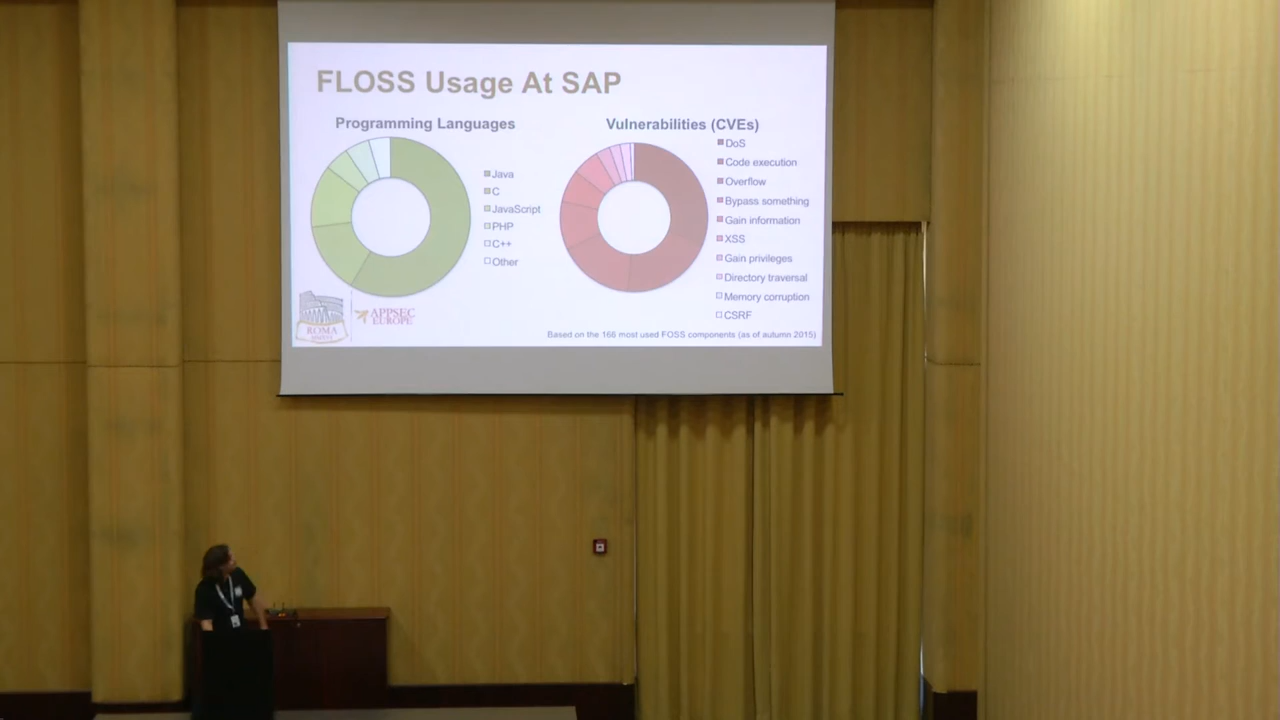 FLOSS Usage At SAP
Programming Languages
Java
C
JavaScript
PHP
C++
Other
Vulnerabilities (CVEs)
DoS
Code execution
Overflow
Bypass something
Gain information
XSS
Gain privileges
Directory traversal
Memory corruption
CSRF
ROMA
APPSEC
EUROPE
Based on the 166 most used FOSS components (as of autumn 2015)